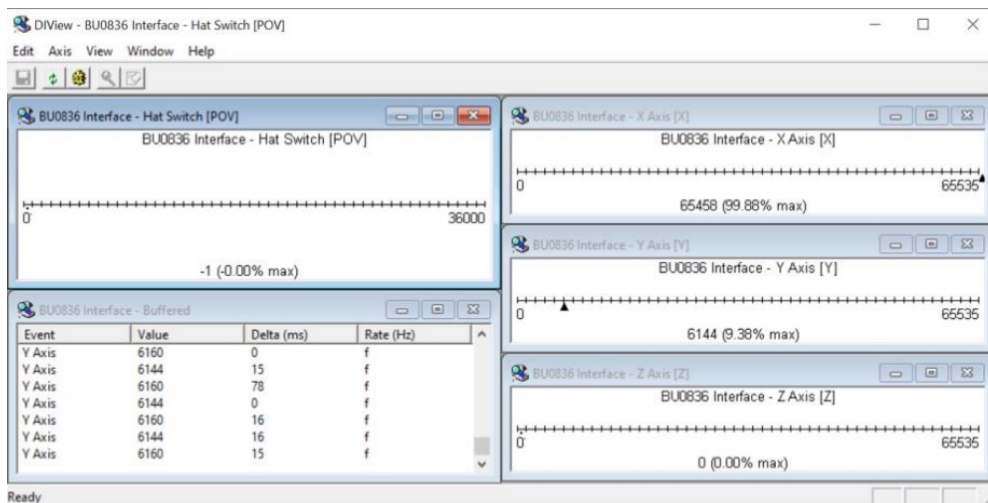 DIView - BU0836 Interface - Hat Switch [POV]
Edit Axis View Window Help
BU0836 Interface - Hat Switch [POV]
BU0836 Interface - Hat Switch [POV]
0
36000
-1 (-0.00% max)
BU0836 Interface - Buffered
Event Value Delta (ms) Rate (Hz)
Y Axis 6160 0 f
Y Axis 6144 15 f
Y Axis 6160 78 f
Y Axis 6144 0 f
Y Axis 6160 16 f
Y Axis 6144 16 f
Y Axis 6160 15 f
BU0836 Interface - X Axis [X]
BU0836 Interface - X Axis [X]
0
65535
65458 (99.88% max)
BU0836 Interface - Y Axis [Y]
BU0836 Interface - Y Axis [Y]
0
65535
6144 (9.38% max)
BU0836 Interface - Z Axis [Z]
BU0836 Interface - Z Axis [Z]
0
65535
0 (0.00% max)
Ready